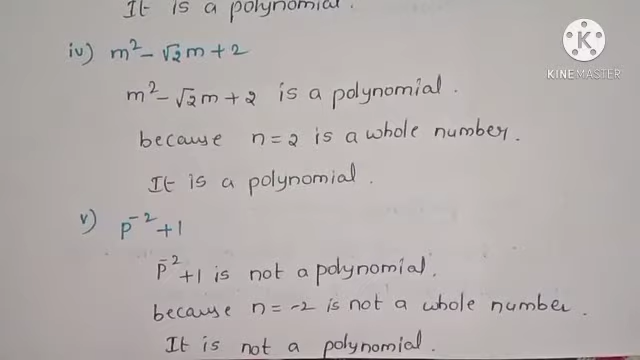 It is a polynomial.
iv) m² - √2m + 2
m² - √2m + 2 is a polynomial.
because n = 2 is a whole number.
It is a polynomial.
v) p⁻² + 1
p⁻² + 1 is not a polynomial.
because n = -2 is not a whole number.
It is not a polynomial.
KINEMASTER